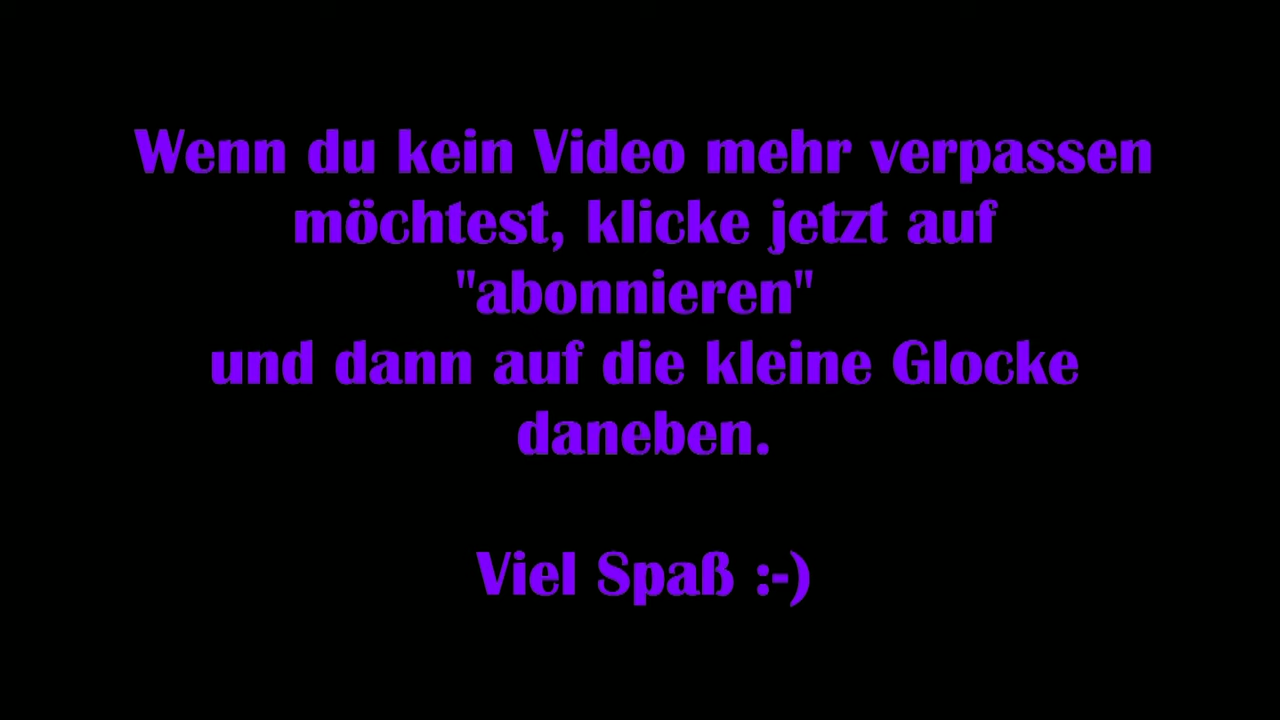 Wenn du kein Video mehr verpassen
möchtest, klicke jetzt auf
"abonnieren"
und dann auf die kleine Glocke
daneben.
Viel Spaß :-)